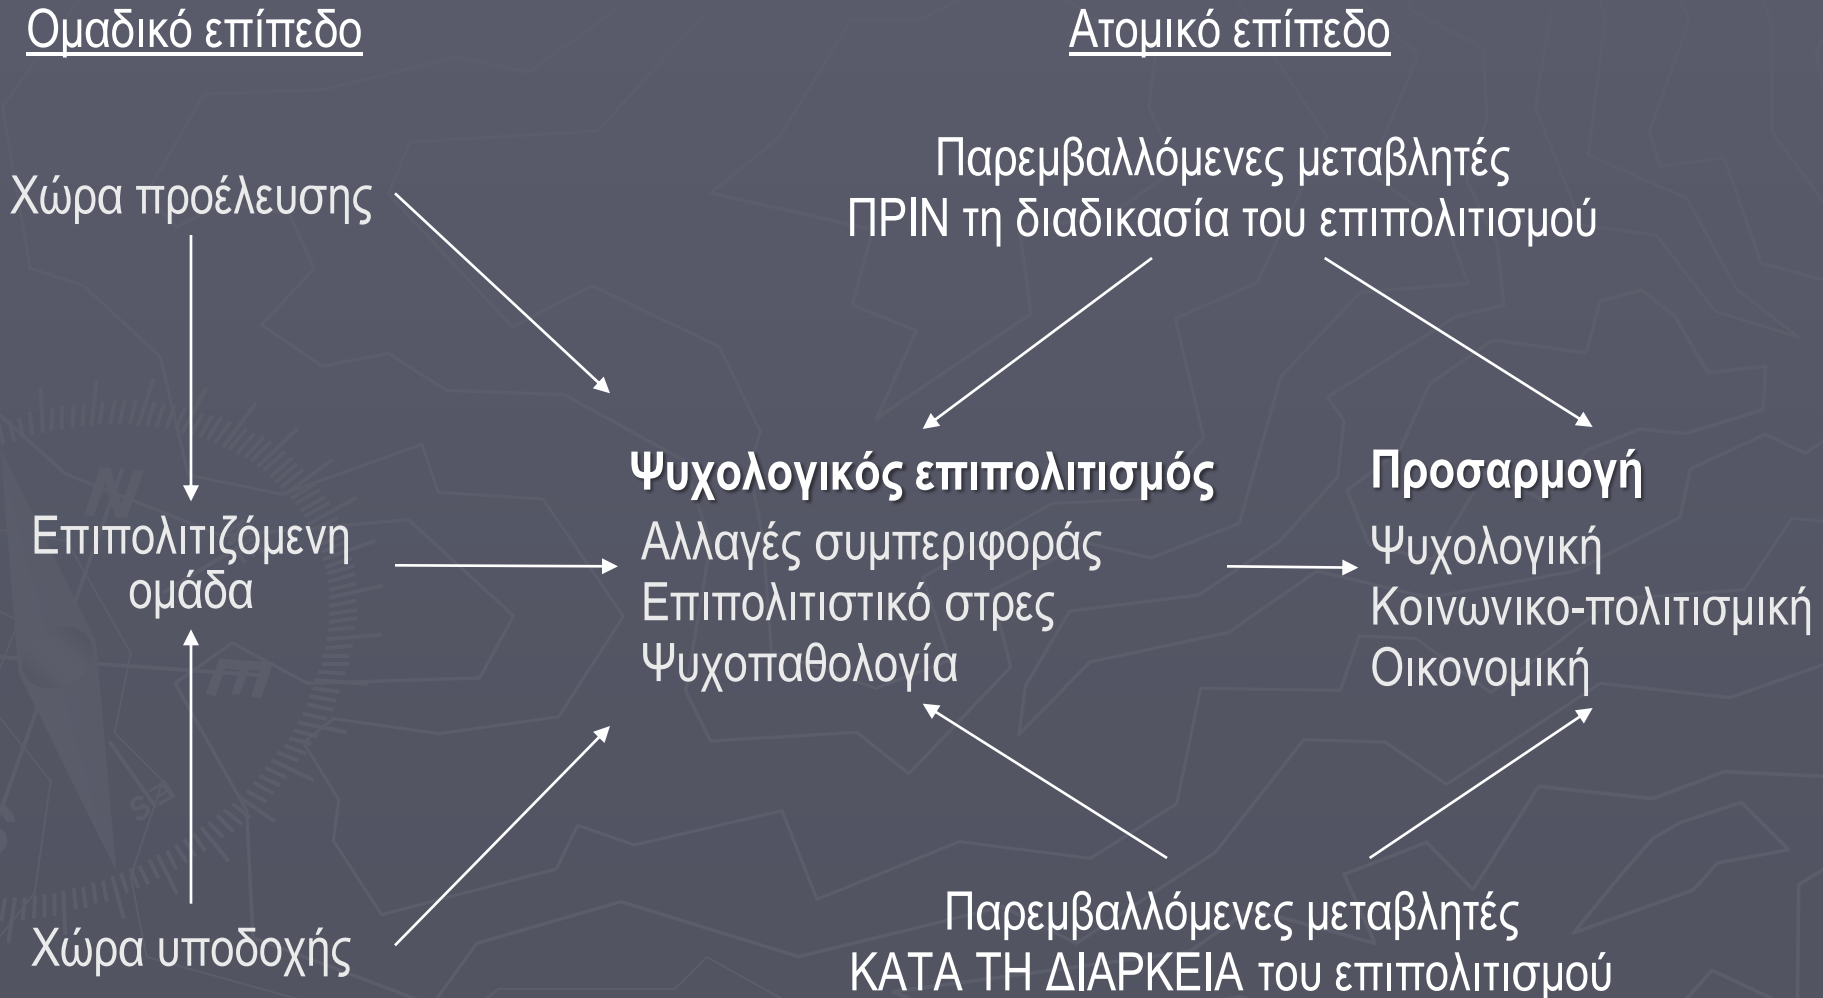 Ομαδικό επίπεδο
Ατομικό επίπεδο
Χώρα προέλευσης
Παρεμβαλλόμενες μεταβλητές
ΠΡΙΝ τη διαδικασία του επιπολιτισμού
Επιπολιτιζόμενη
ομάδα
Ψυχολογικός επιπολιτισμός
Αλλαγές συμπεριφοράς
Επιπολιτιστικό στρες
Ψυχοπαθολογία
Προσαρμογή
Ψυχολογική
Κοινωνικο-πολιτισμική
Οικονομική
Χώρα υποδοχής
Παρεμβαλλόμενες μεταβλητές
ΚΑΤΑ ΤΗ ΔΙΑΡΚΕΙΑ του επιπολιτισμού
N
E
SE
S